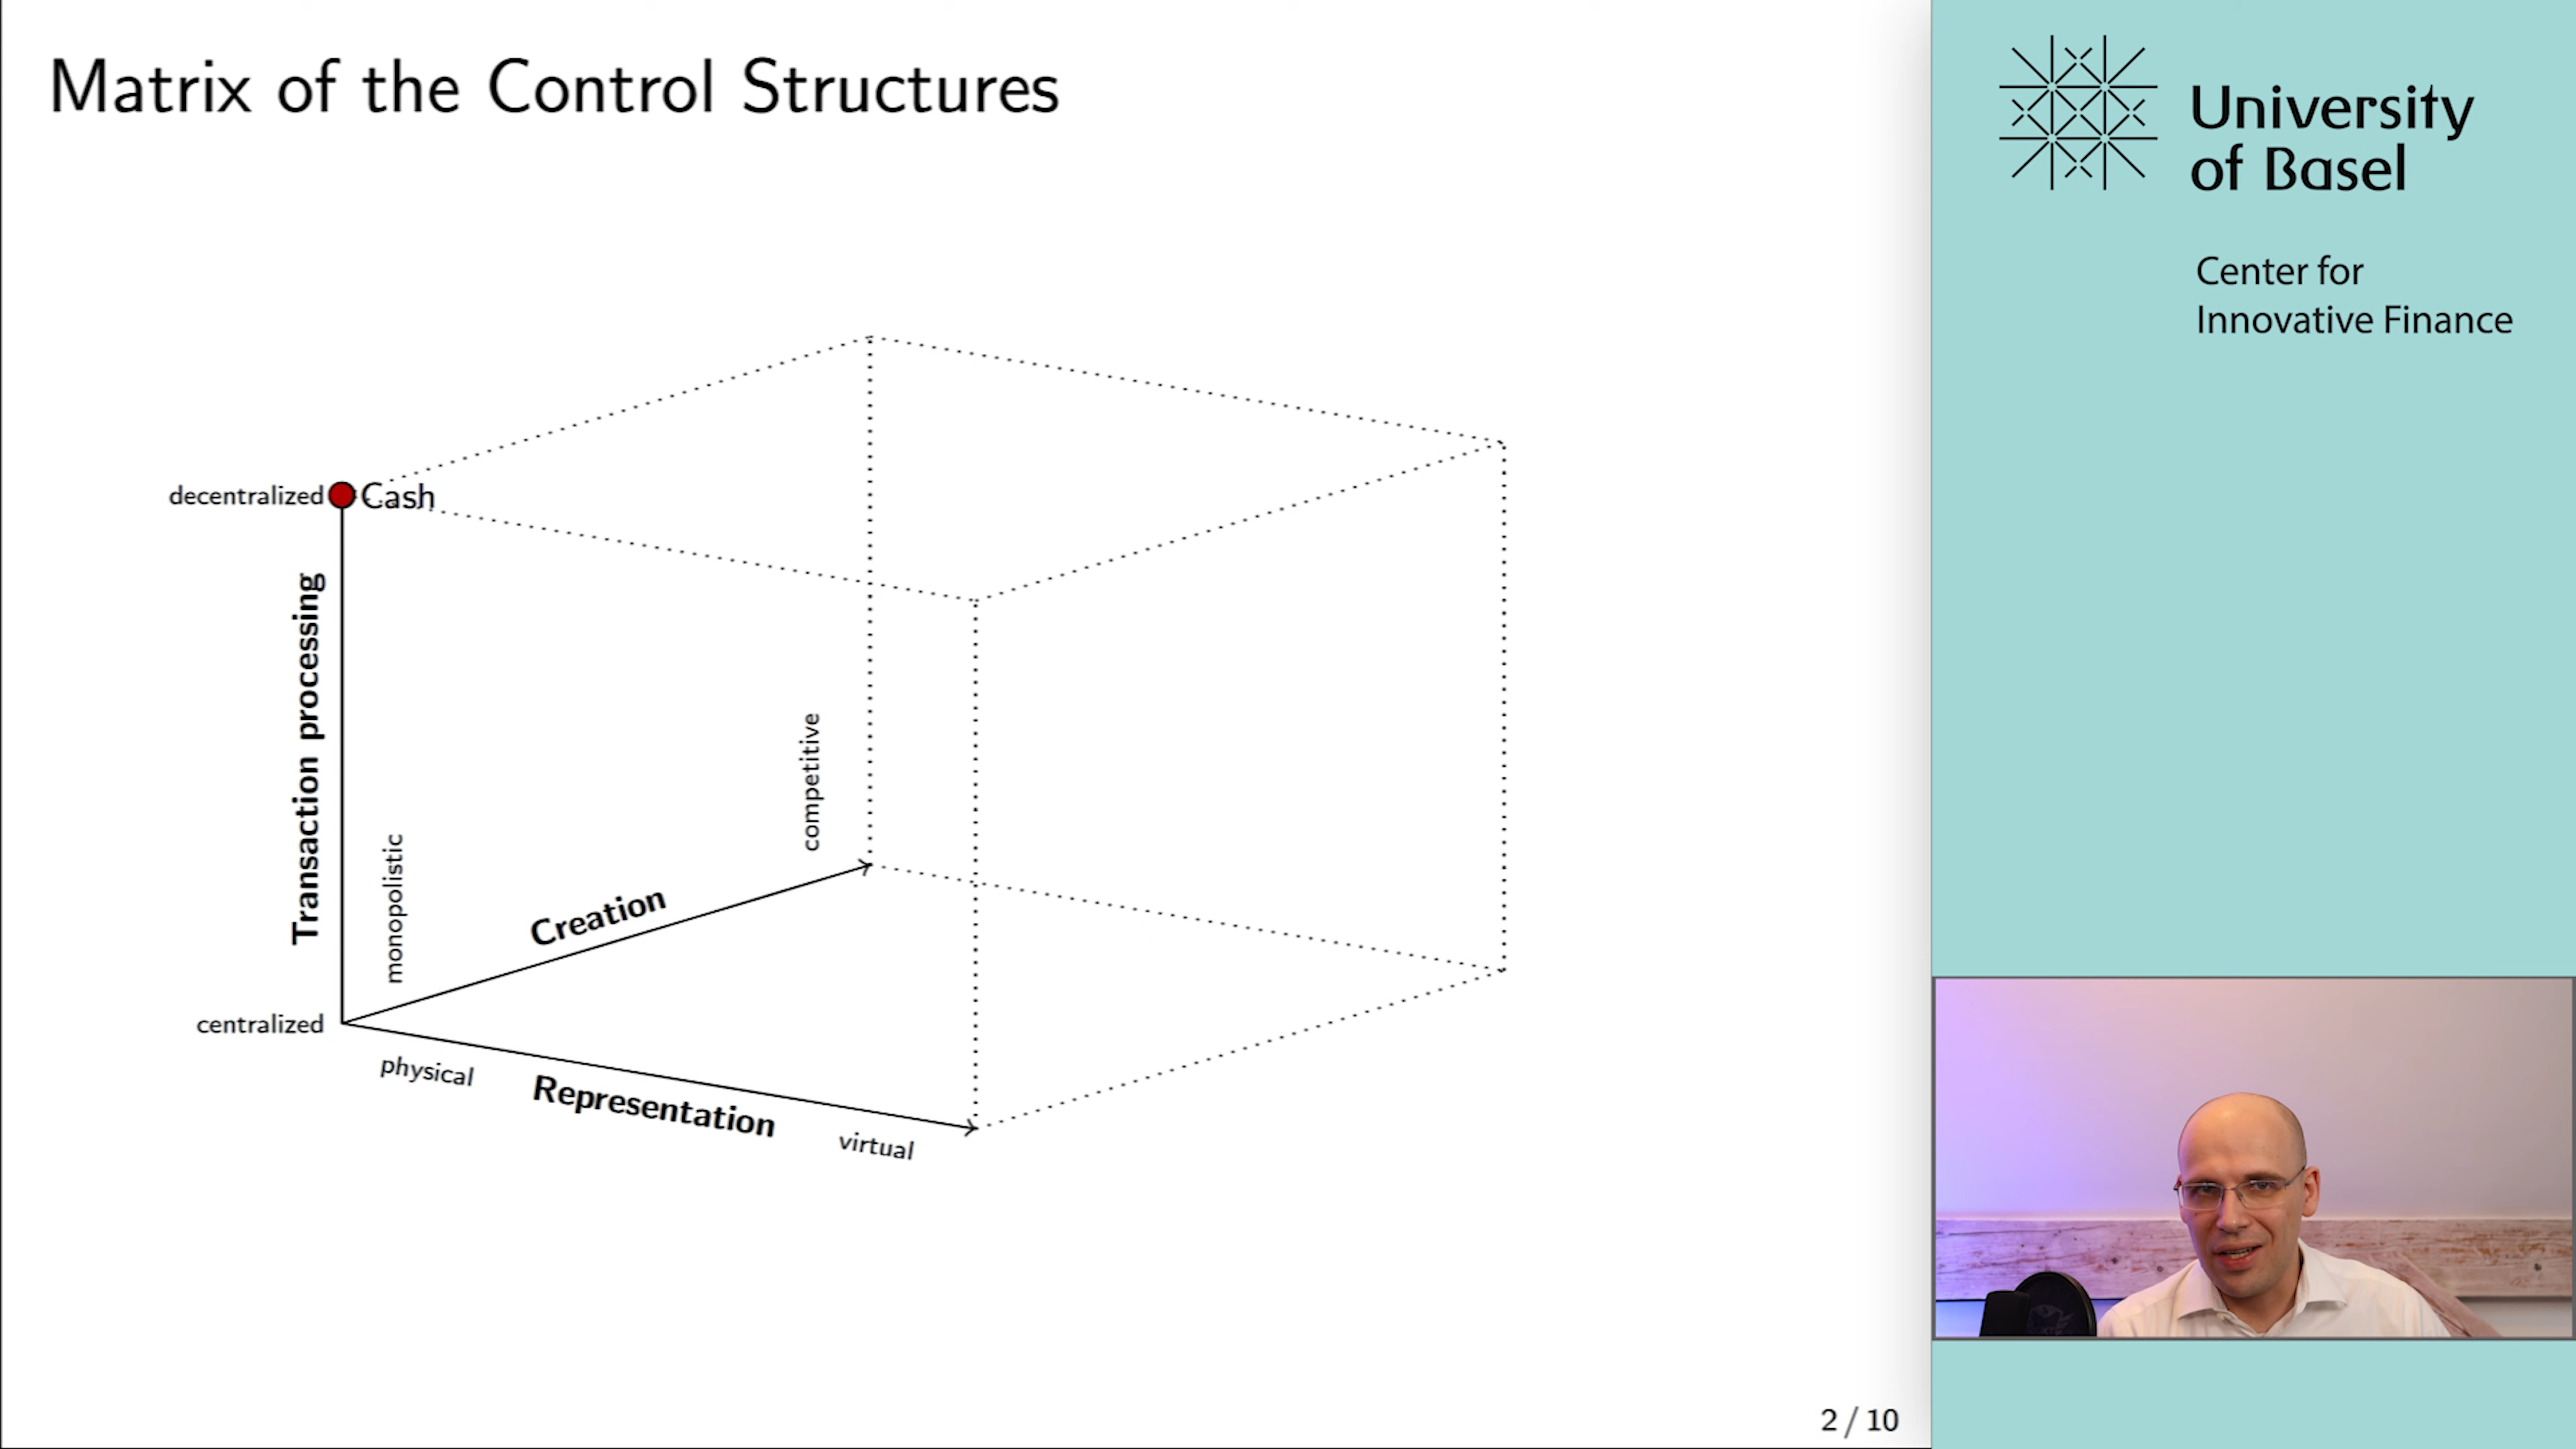 Matrix of the Control Structures
University
of Basel
Center for
Innovative Finance
decentralized
Cash
Transaction processing
competitive
monopolistic
Creation
centralized
physical
Representation
virtual
2 / 10